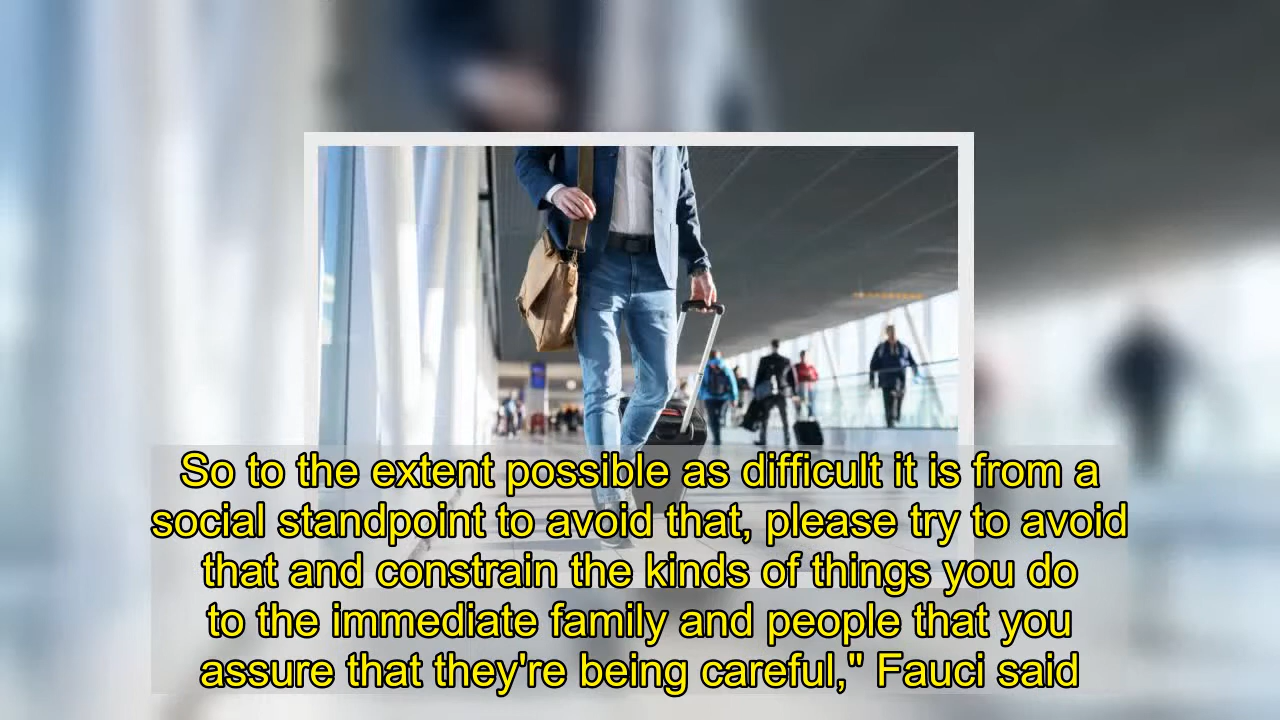 So to the extent possible as difficult it is from a
social standpoint to avoid that, please try to avoid
that and constrain the kinds of things you do
to the immediate family and people that you
assure that they're being careful," Fauci said